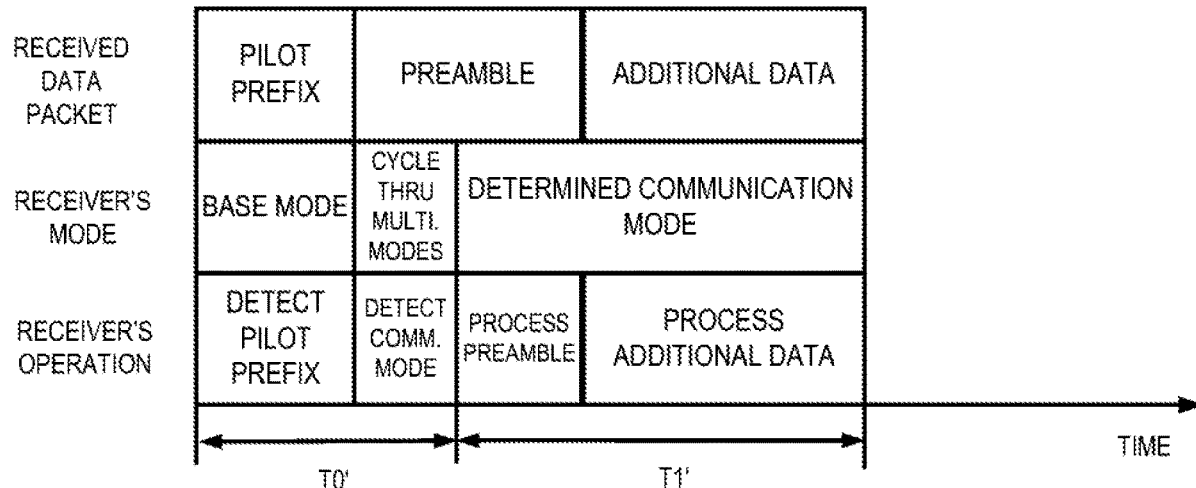 RECEIVED
DATA
PACKET
PILOT
PREFIX
PREAMBLE
ADDITIONAL DATA
RECEIVER'S
MODE
BASE MODE
CYCLE
THRU
MULTI.
MODES
DETERMINED COMMUNICATION
MODE
RECEIVER'S
OPERATION
DETECT
PILOT
PREFIX
DETECT
COMM.
MODE
PROCESS
PREAMBLE
PROCESS
ADDITIONAL DATA
TIME
T0'
T1'